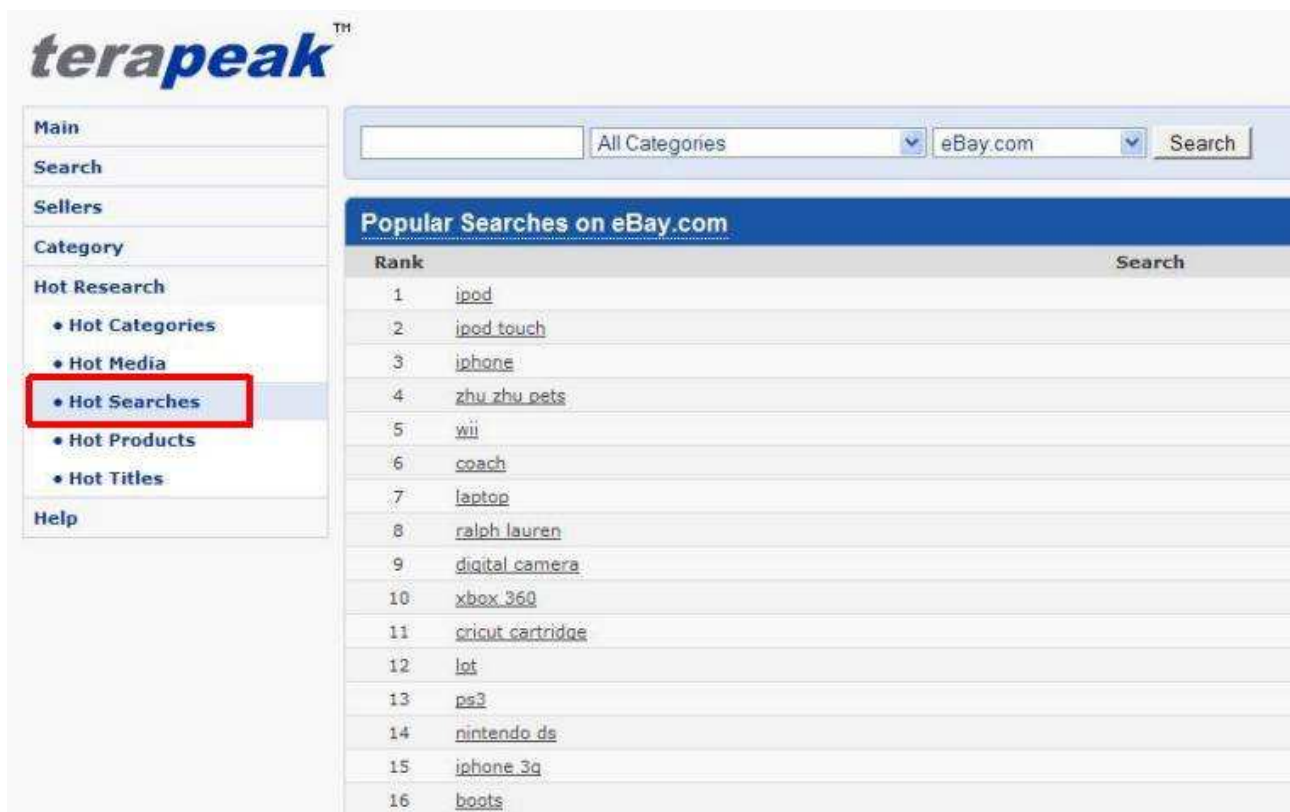 terapeak™
Main
Search
Sellers
Category
Hot Research
• Hot Categories
• Hot Media
• Hot Searches
• Hot Products
• Hot Titles
Help
All Categories eBay.com Search
Popular Searches on eBay.com
Rank Search
1 ipod
2 ipod touch
3 iphone
4 zhu zhu pets
5 wii
6 coach
7 laptop
8 ralph lauren
9 digital camera
10 xbox 360
11 cricut cartridge
12 lot
13 ps3
14 nintendo ds
15 iphone 3g
16 boots